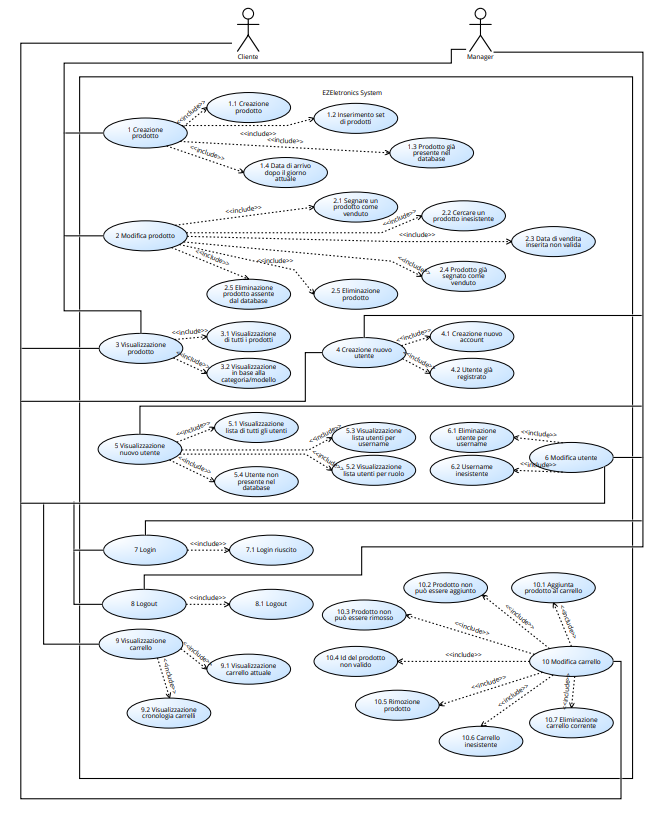 Cliente
Manager
EZEletronics System
1 Creazione
prodotto
<<include>>
1.1 Creazione
prodotto
<<include>>
1.2 Inserimento set
di prodotti
<<include>>
1.3 Prodotto già
presente nel
database
<<include>>
1.4 Data di arrivo
dopo il giorno
attuale
2 Modifica prodotto
<<include>>
2.1 Segnare un
prodotto come
venduto
<<include>>
2.2 Cercare un
prodotto inesistente
<<include>>
2.3 Data di vendita
inserita non valida
<<include>>
2.4 Prodotto già
segnato come
venduto
<<include>>
2.5 Eliminazione
prodotto assente
dal database
<<include>>
2.5 Eliminazione
prodotto
3 Visualizzazione
prodotto
<<include>>
3.1 Visualizzazione
di tutti i prodotti
<<include>>
3.2 Visualizzazione
in base alla
categoria/modello
4 Creazione nuovo
utente
<<include>>
4.1 Creazione nuovo
account
<<include>>
4.2 Utente già
registrato
5 Visualizzazione
nuovo utente
<<include>>
5.1 Visualizzazione
lista di tutti gli utenti
<<include>>
5.3 Visualizzazione
lista utenti per
username
<<include>>
5.2 Visualizzazione
lista utenti per ruolo
<<include>>
5.4 Utente non
presente nel
database
6 Modifica utente
<<include>>
6.1 Eliminazione
utente per
username
<<include>>
6.2 Username
inesistente
7 Login
<<include>>
7.1 Login riuscito
8 Logout
<<include>>
8.1 Logout
9 Visualizzazione
carrello
<<include>>
9.1 Visualizzazione
carrello attuale
<<include>>
9.2 Visualizzazione
cronologia carrelli
10 Modifica carrello
<<include>>
10.1 Aggiunta
prodotto al carrello
<<include>>
10.2 Prodotto non
può essere aggiunto
<<include>>
10.3 Prodotto non
può essere rimosso
<<include>>
10.4 Id del prodotto
non valido
<<include>>
10.5 Rimozione
prodotto
<<include>>
10.6 Carrello
inesistente
<<include>>
10.7 Eliminazione
carrello corrente